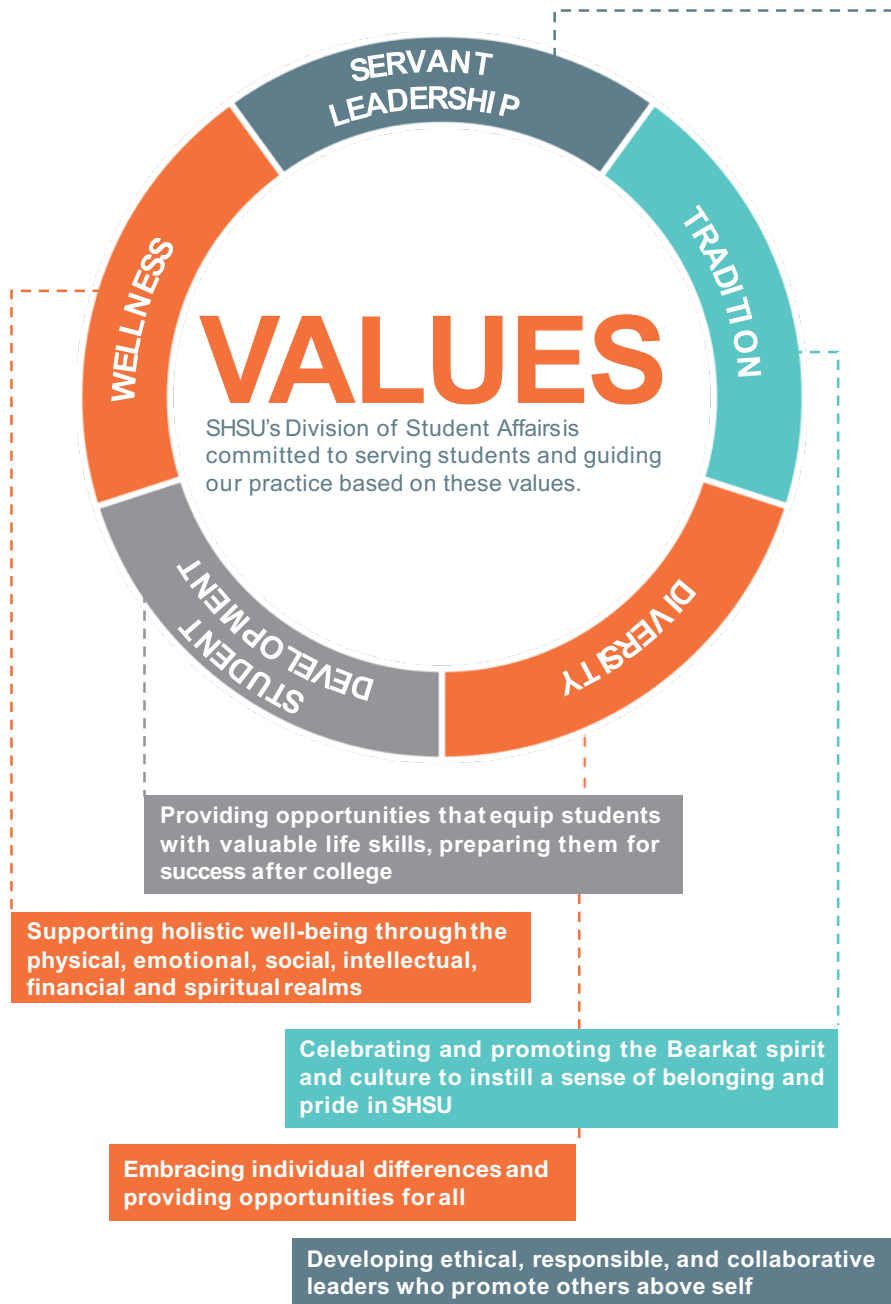 SERVANT
LEADERSHIP
TRADITION
WELLNESS
VALUES
SHSU's Division of Student Affairs is
committed to serving students and guiding
our practice based on these values.
DIVERSITY
STUDENT
DEVELOPMENT
Providing opportunities that equip students
with valuable life skills, preparing them for
success after college
Supporting holistic well-being through the
physical, emotional, social, intellectual,
financial and spiritual realms
Celebrating and promoting the Bearkat spirit
and culture to instill a sense of belonging and
pride in SHSU
Embracing individual differences and
providing opportunities for all
Developing ethical, responsible, and collaborative
leaders who promote others above self